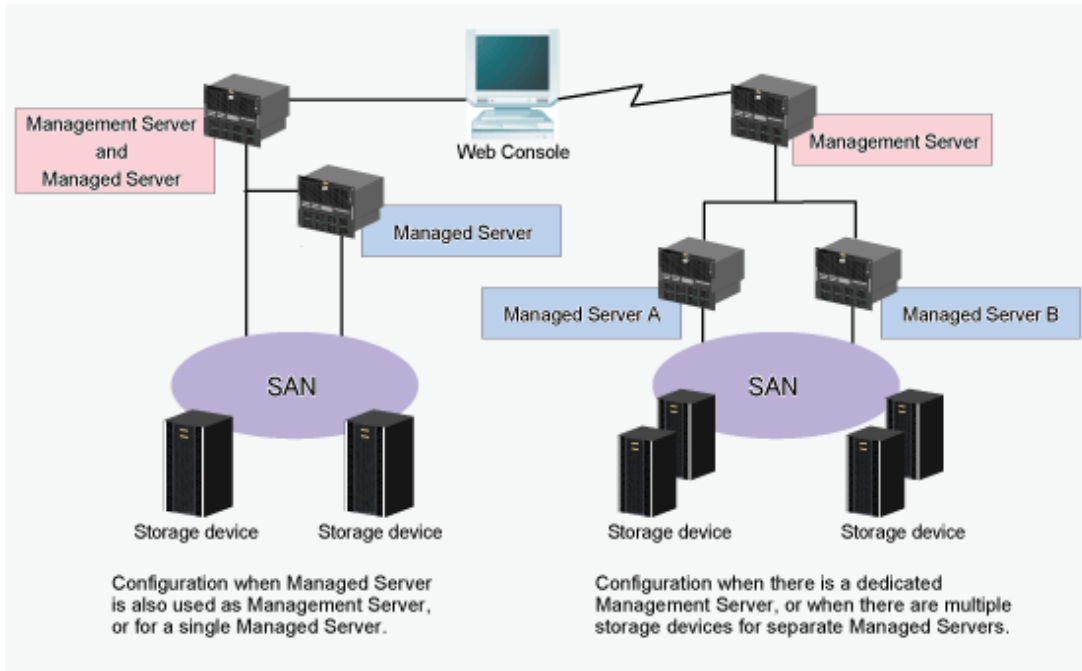 Web Console
Management Server
and
Managed Server
Management Server
Managed Server
Managed Server A
Managed Server B
SAN
SAN
Storage device
Storage device
Storage device
Storage device
Configuration when Managed Server
is also used as Management Server,
or for a single Managed Server.
Configuration when there is a dedicated
Management Server, or when there are multiple
storage devices for separate Managed Servers.